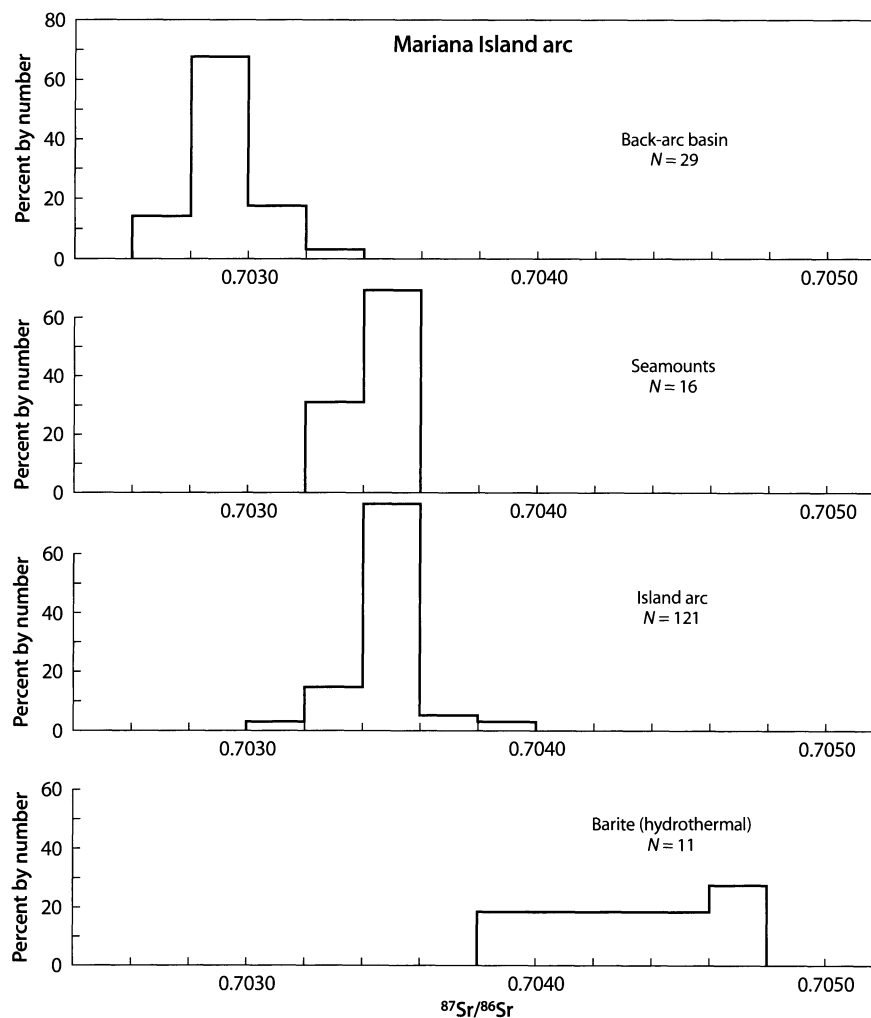 Mariana Island arc
Percent by number
80
60
40
20
0
Back-arc basin
N = 29
0.7030
0.7040
0.7050
Percent by number
60
40
20
0
Seamounts
N = 16
0.7030
0.7040
0.7050
Percent by number
60
40
20
0
Island arc
N = 121
0.7030
0.7040
0.7050
Percent by number
60
40
20
0
Barite (hydrothermal)
N = 11
0.7030
0.7040
0.7050
⁸⁷Sr/⁸⁶Sr